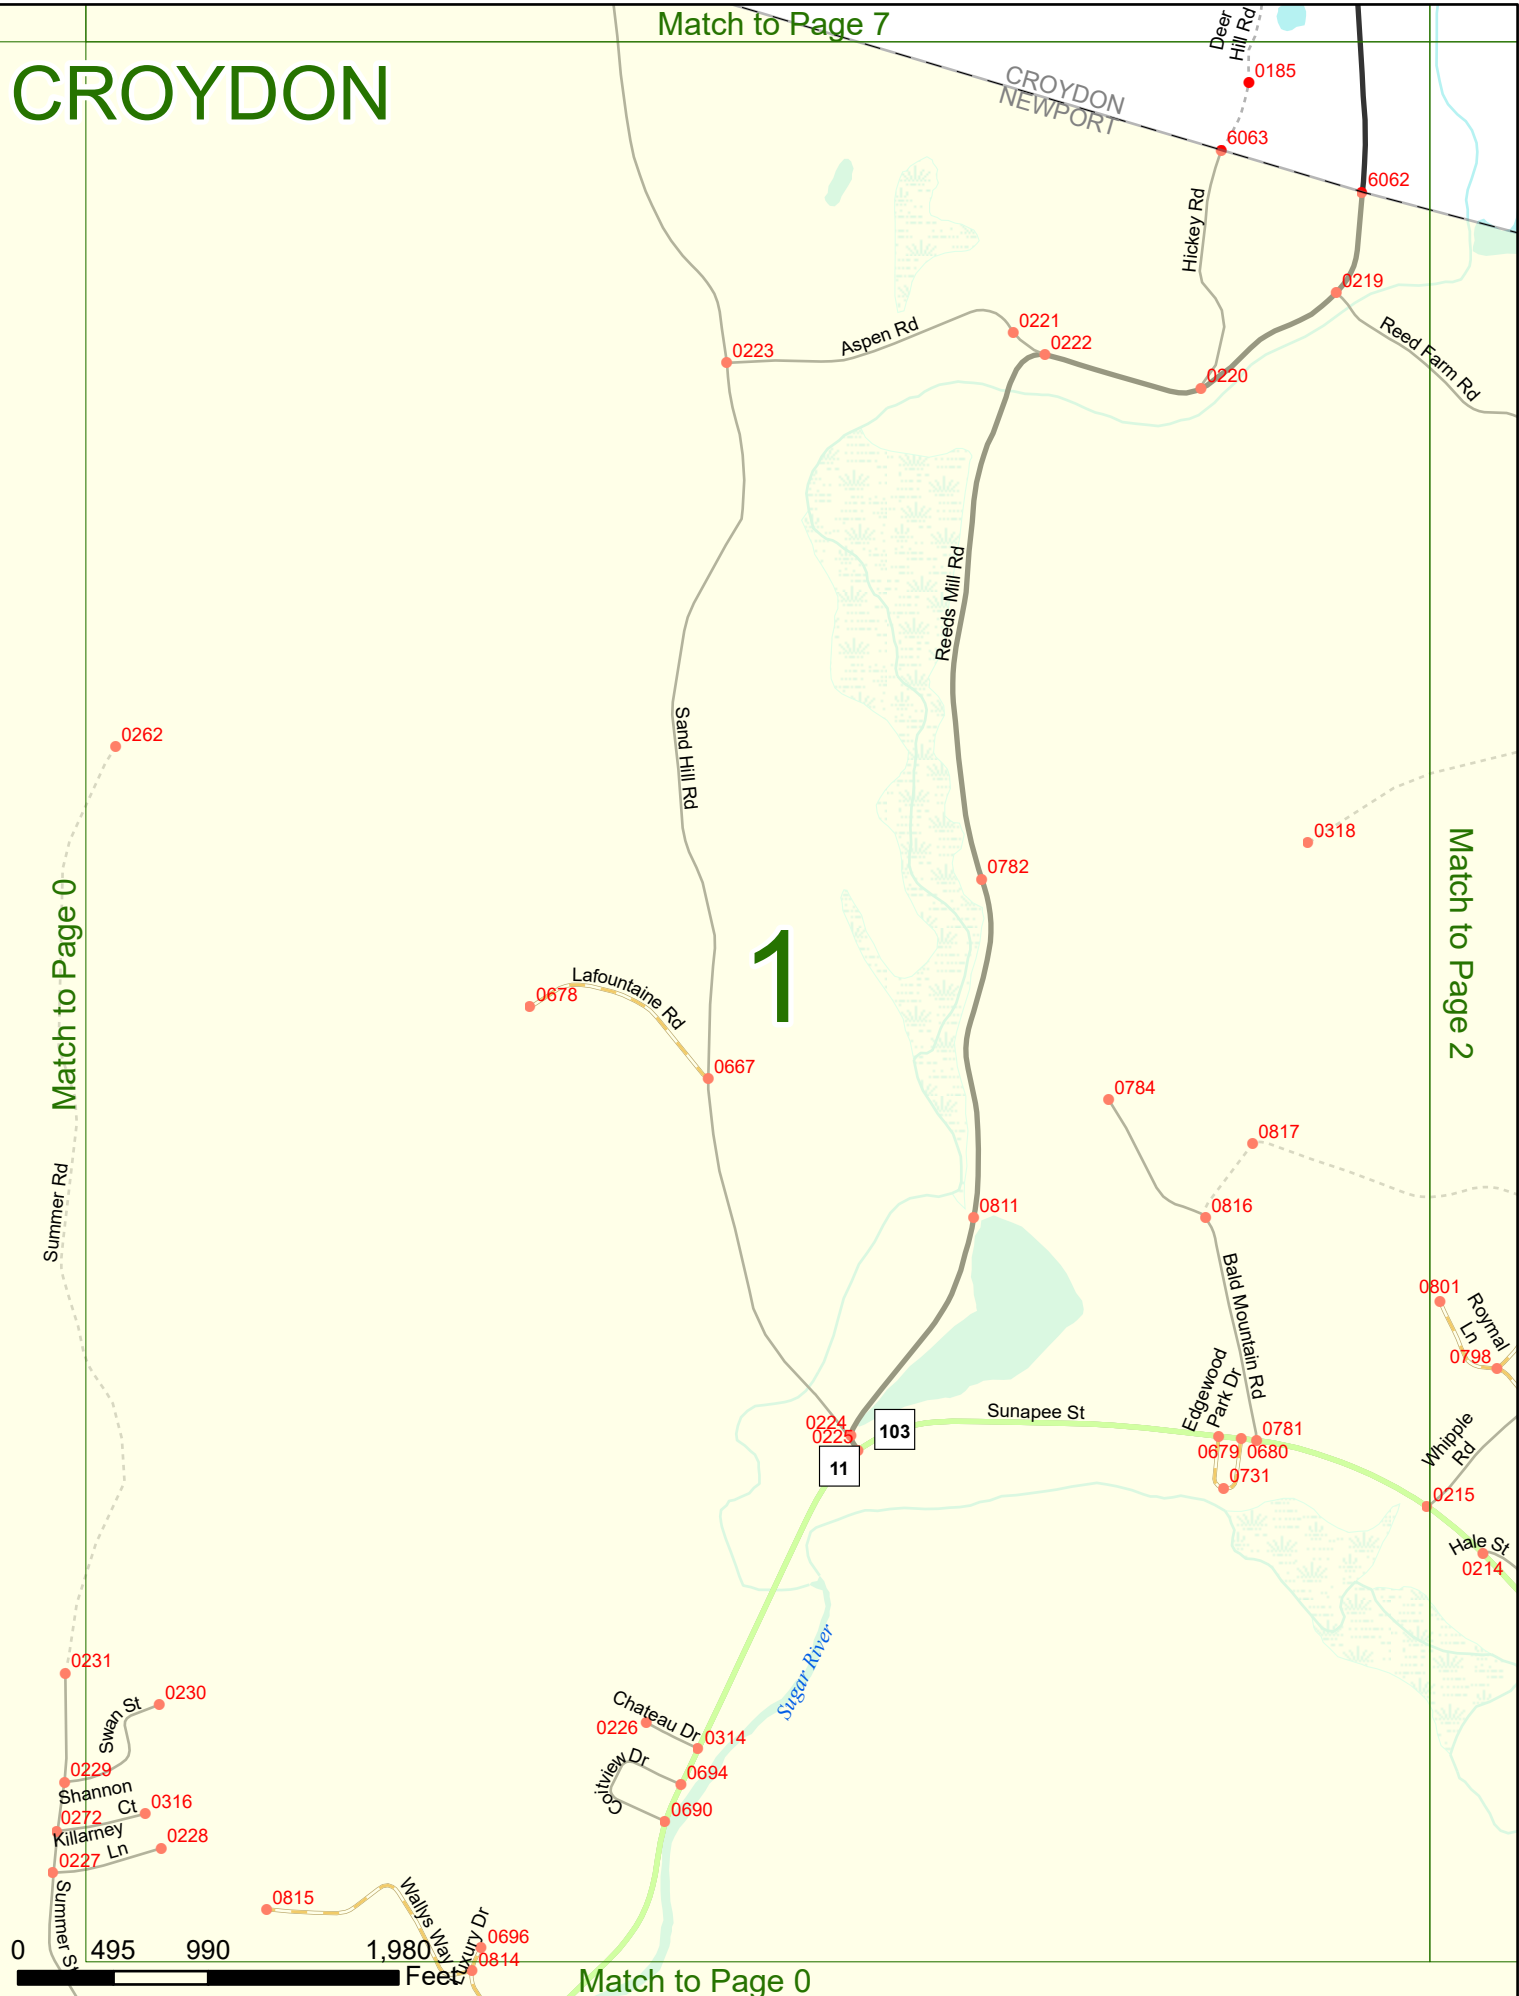 Match to Page 7
CROYDON
Deer
Hill Rd
0185
CROYDON
NEWPORT
6063
6062
Hickey Rd
0219
Reed Farm Rd
0221
0222
Aspen Rd
0223
0220
Reeds Mill Rd
Sand Hill Rd
0262
0318
Match to Page 0
Match to Page 2
0782
1
Lafountaine Rd
0678
0667
0784
0817
Summer Rd
0816
0811
Bald Mountain Rd
0801
Roymal
Ln
0798
Edgewood
Park Dr
Sunapee St
0224
0225
103
11
0781
0679
0680
0731
Whipple
Rd
0215
Hale St
0214
Sugar River
0231
0230
Swan St
0229
Shannon
Ct
0316
0272
Killarney
Ln
0228
0227
Summer St
Chateau Dr
0226
0314
Coitview Dr
0694
0690
0815
Wallys Way
Luxury Dr
0696
0814
0
495
990
1,980
Feet
Match to Page 0